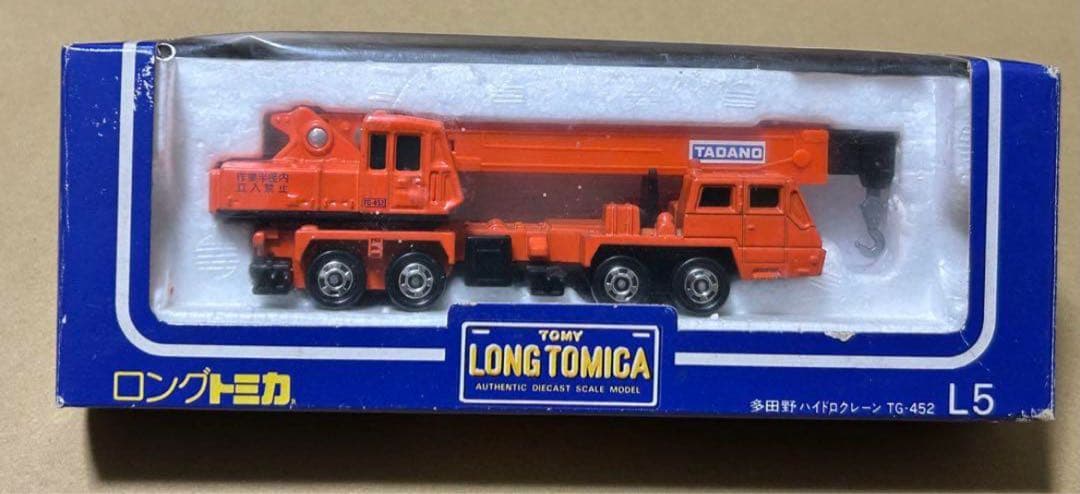 TADANO
作業半径内
立入禁止
TG-452
TOMY
LONG TOMICA
AUTHENTIC DIECAST SCALE MODEL
ロングトミカ
多田野 ハイドロクレーン TG-452 L5